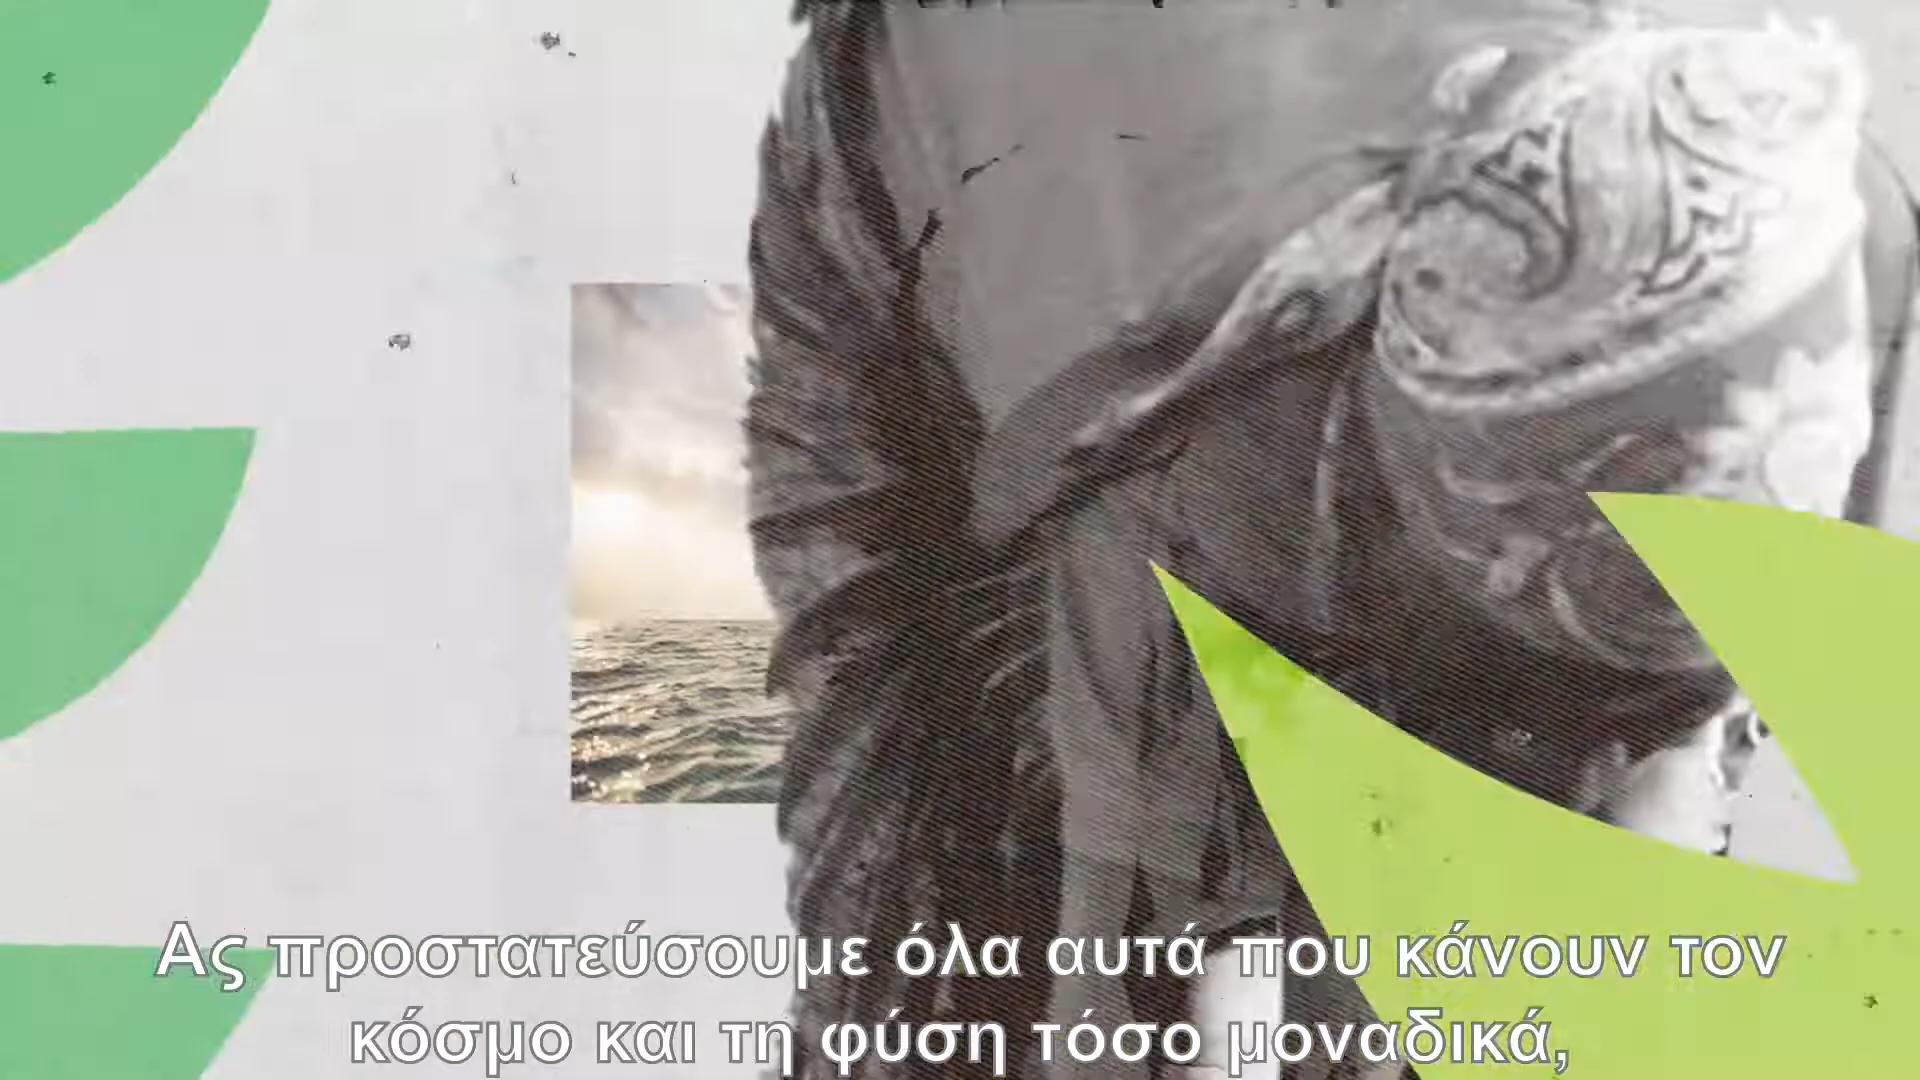 Ας προστατεύσουμε όλα αυτά που κάνουν τον
κόσμο και τη φύση τόσο μοναδικά,